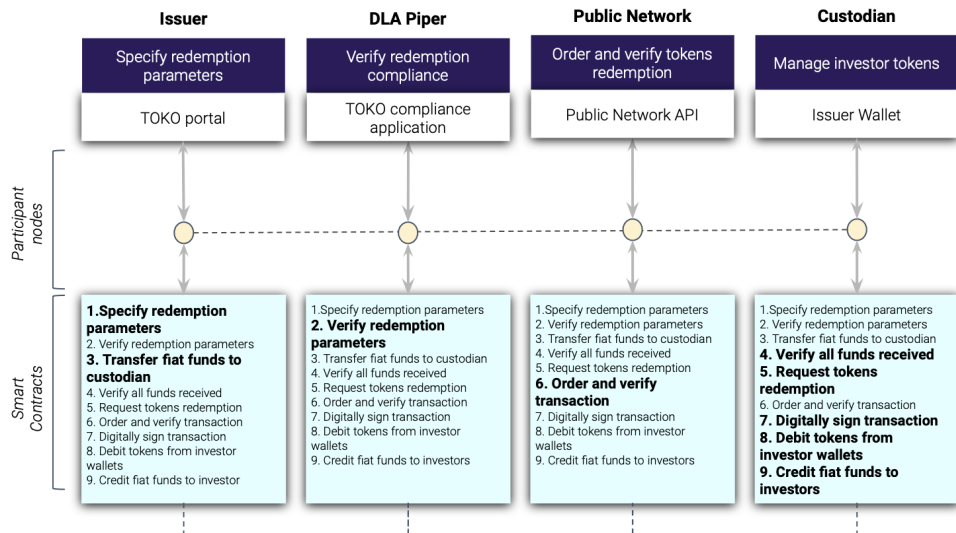 Issuer
DLA Piper
Public Network
Custodian
Specify redemption
parameters
TOKO portal
Verify redemption
compliance
TOKO compliance
application
Order and verify tokens
redemption
Public Network API
Manage investor tokens
Issuer Wallet
Participant
nodes
Smart
Contracts
1.Specify redemption
parameters
2. Verify redemption parameters
3. Transfer fiat funds to
custodian
4. Verify all funds received
5. Request tokens redemption
6. Order and verify transaction
7. Digitally sign transaction
8. Debit tokens from investor
wallets
9. Credit fiat funds to investor
1.Specify redemption parameters
2. Verify redemption
parameters
3. Transfer fiat funds to custodian
4. Verify all funds received
5. Request tokens redemption
6. Order and verify transaction
7. Digitally sign transaction
8. Debit tokens from investor
wallets
9. Credit fiat funds to investors
1.Specify redemption parameters
2. Verify redemption parameters
3. Transfer fiat funds to custodian
4. Verify all funds received
5. Request tokens redemption
6. Order and verify
transaction
7. Digitally sign transaction
8. Debit tokens from investor
wallets
9. Credit fiat funds to investors
1.Specify redemption parameters
2. Verify redemption parameters
3. Transfer fiat funds to custodian
4. Verify all funds received
5. Request tokens
redemption
6. Order and verify transaction
7. Digitally sign transaction
8. Debit tokens from
investor wallets
9. Credit fiat funds to
investors